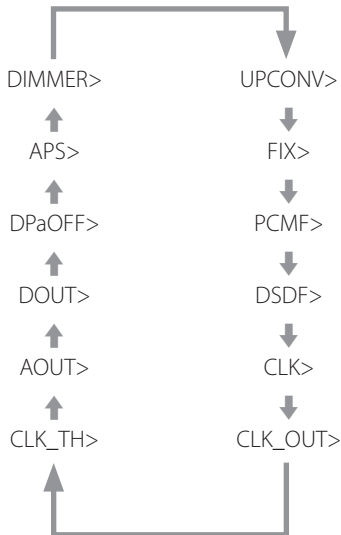 DIMMER>
APS>
DPaOFF>
DOUT>
AOUT>
CLK_TH>
UPCONV>
FIX>
PCMF>
DSDF>
CLK>
CLK_OUT>